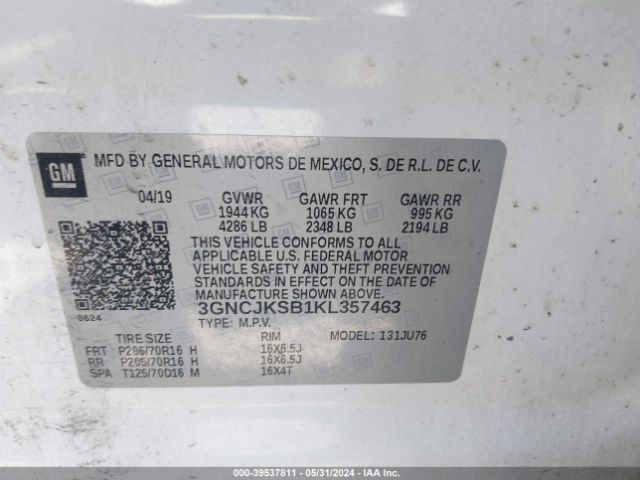 GM
MFD BY GENERAL MOTORS DE MEXICO, S. DE R.L. DE C.V.
04/19 GVWR GAWR FRT GAWR RR
1944 KG 1065 KG 995 KG
4286 LB 2348 LB 2194 LB
THIS VEHICLE CONFORMS TO ALL
APPLICABLE U.S. FEDERAL MOTOR
VEHICLE SAFETY AND THEFT PREVENTION
STANDARDS IN EFFECT ON THE DATE OF
MANUFACTURE SHOWN ABOVE.
8624 3GNCJKSB1KL357463
TYPE: M.P.V.
TIRE SIZE RIM MODEL: 131JU76
FRT P205/70R16 H 16X6.5J
RR P205/70R16 H 16X6.5J
SPA T125/70D16 M 16X4T
000-39537811 - 05/31/2024 - IAAI.COM